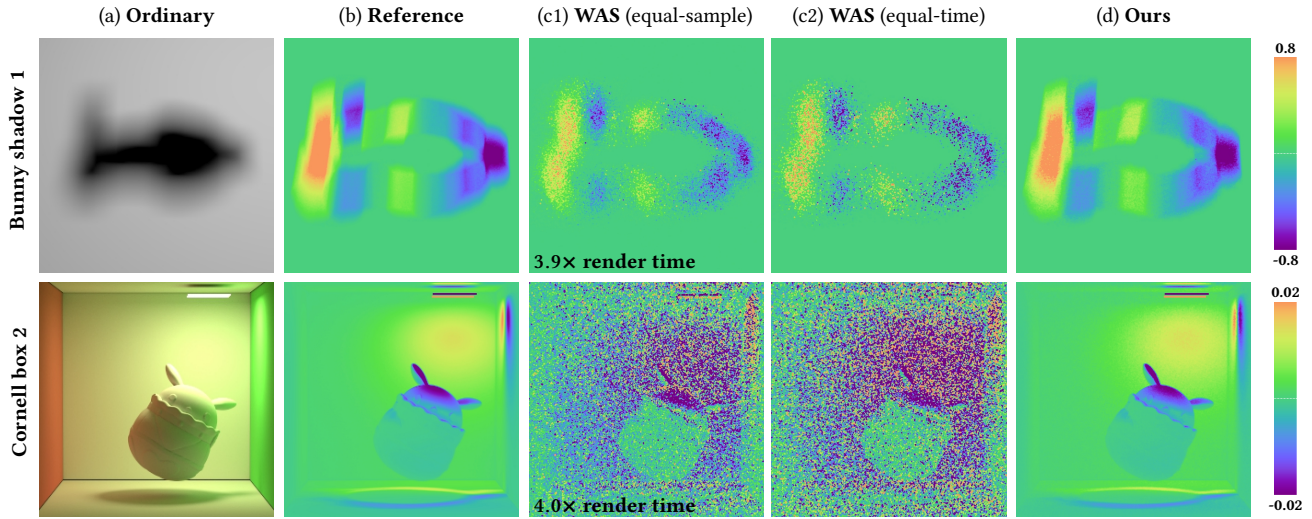 (a) Ordinary
(b) Reference
(c1) WAS (equal-sample)
(c2) WAS (equal-time)
(d) Ours
Bunny shadow 1
3.9× render time
0.8
-0.8
Cornell box 2
4.0× render time
0.02
-0.02